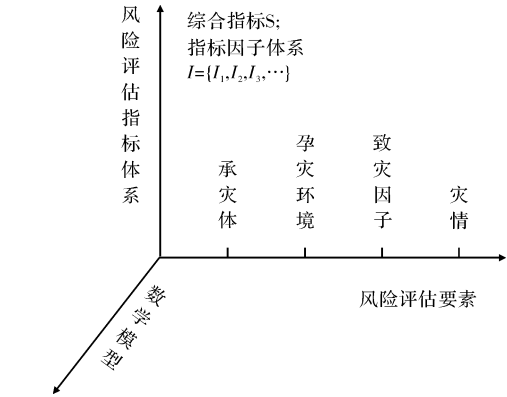 风险评估指标体系
综合指标S;
指标因子体系
I={I1,I2,I3,…}
承灾体
孕灾环境
致灾因子
灾情
风险评估要素
数学模型